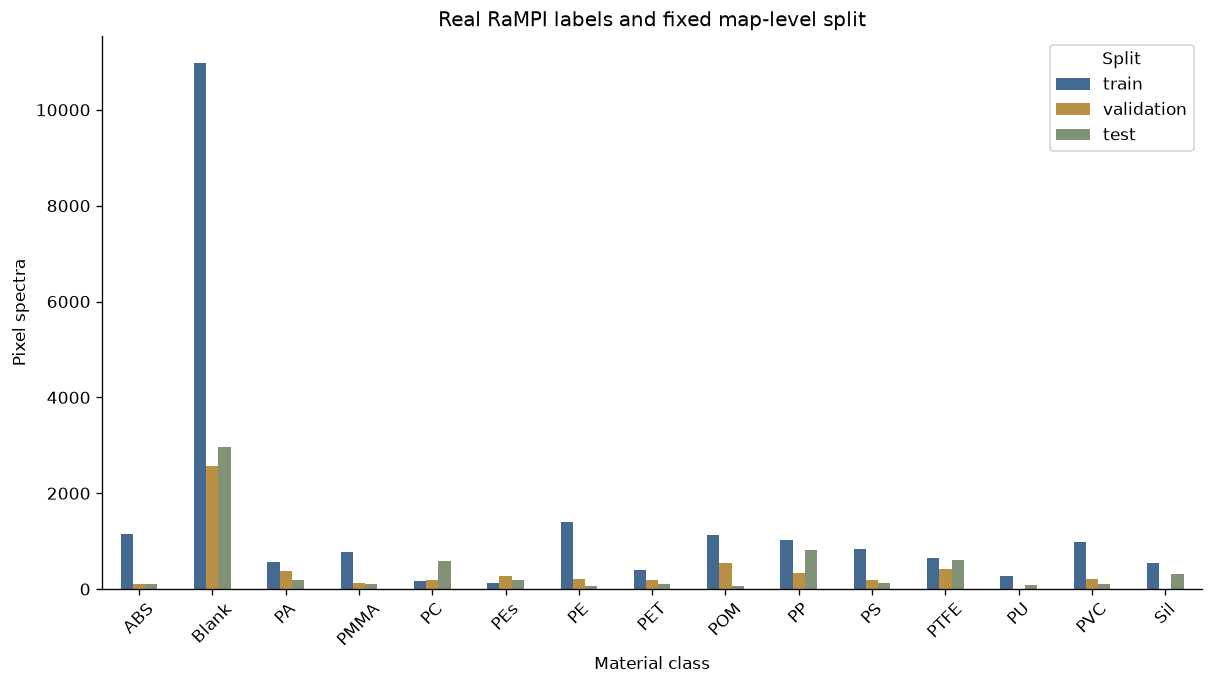 Real RaMPI labels and fixed map-level split
Split
train
validation
test
10000
8000
6000
4000
2000
0
Pixel spectra
ABS
Blank
PA
PMMA
PC
PEs
PE
PET
POM
PP
PS
PTFE
PU
PVC
Sil
Material class